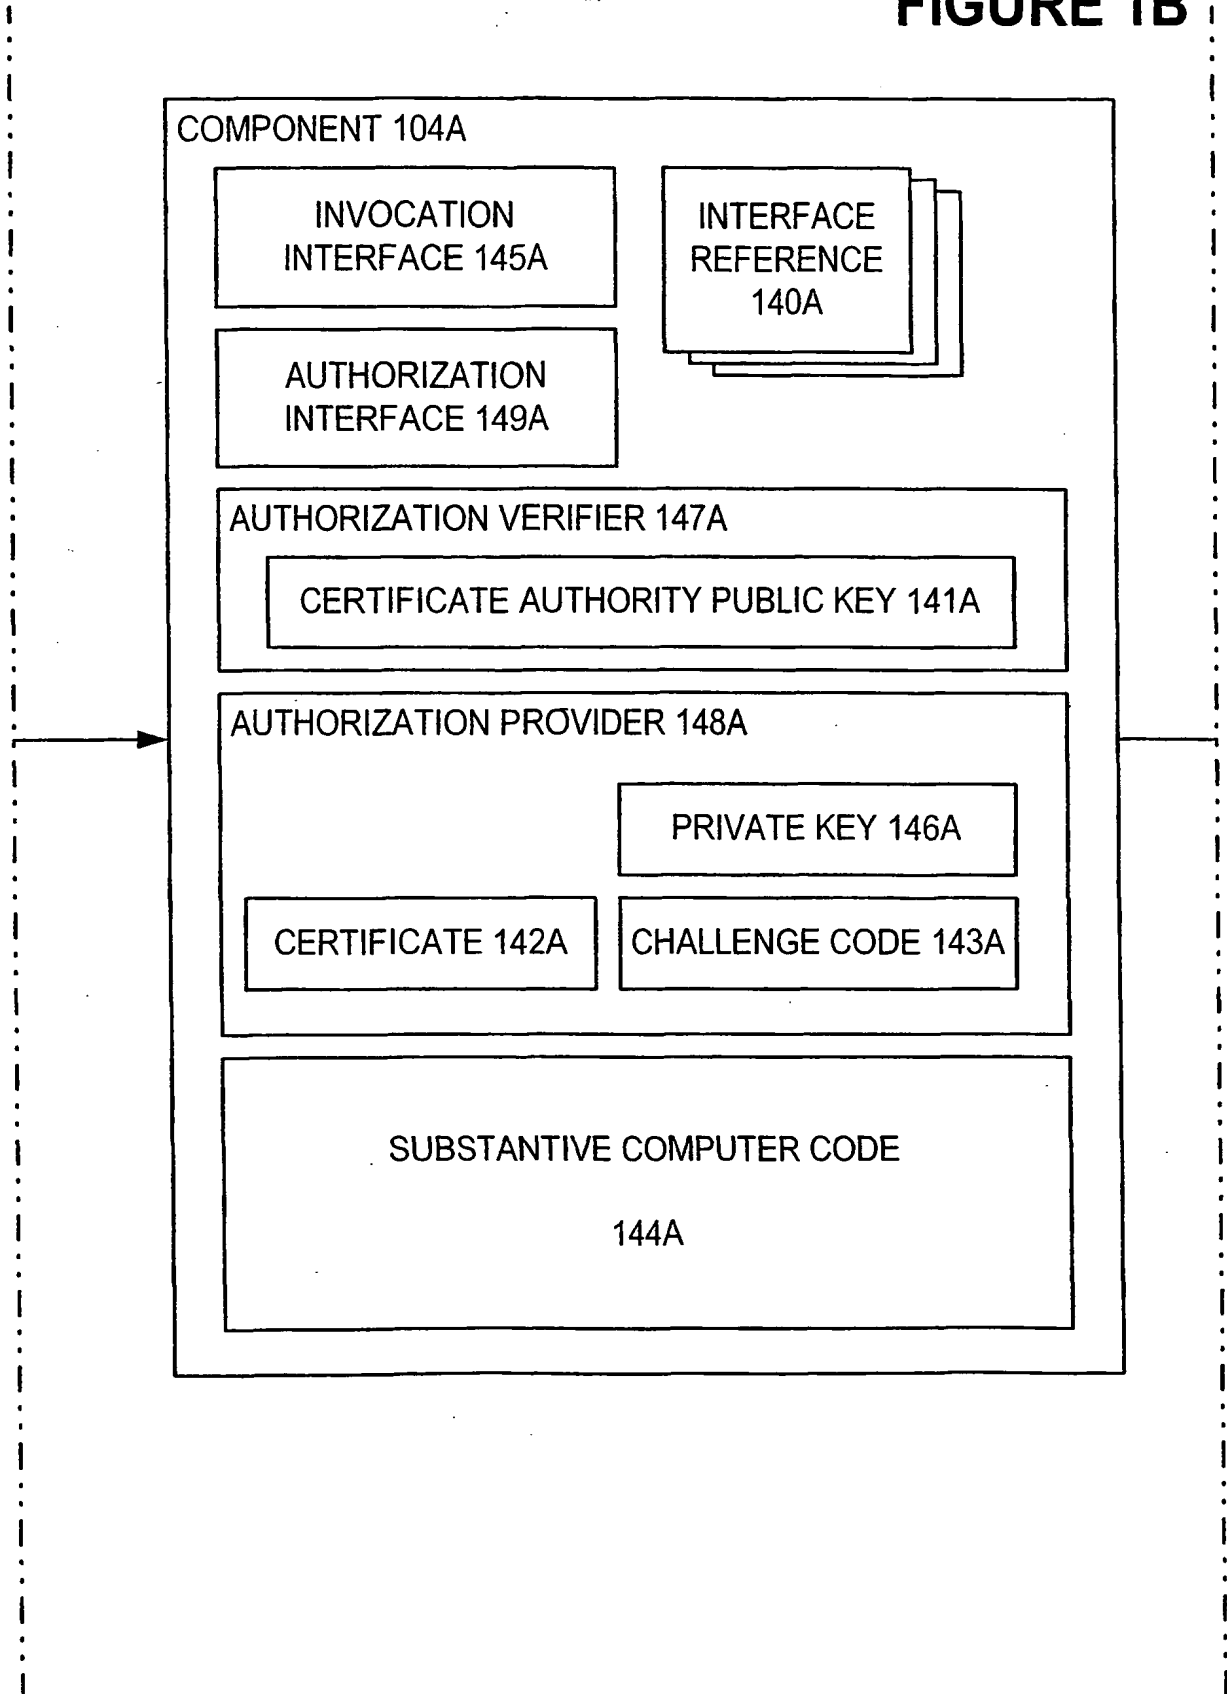 FIGURE 1B
COMPONENT 104A
INVOCATION
INTERFACE 145A
INTERFACE
REFERENCE
140A
AUTHORIZATION
INTERFACE 149A
AUTHORIZATION VERIFIER 147A
CERTIFICATE AUTHORITY PUBLIC KEY 141A
AUTHORIZATION PROVIDER 148A
PRIVATE KEY 146A
CERTIFICATE 142A
CHALLENGE CODE 143A
SUBSTANTIVE COMPUTER CODE
144A